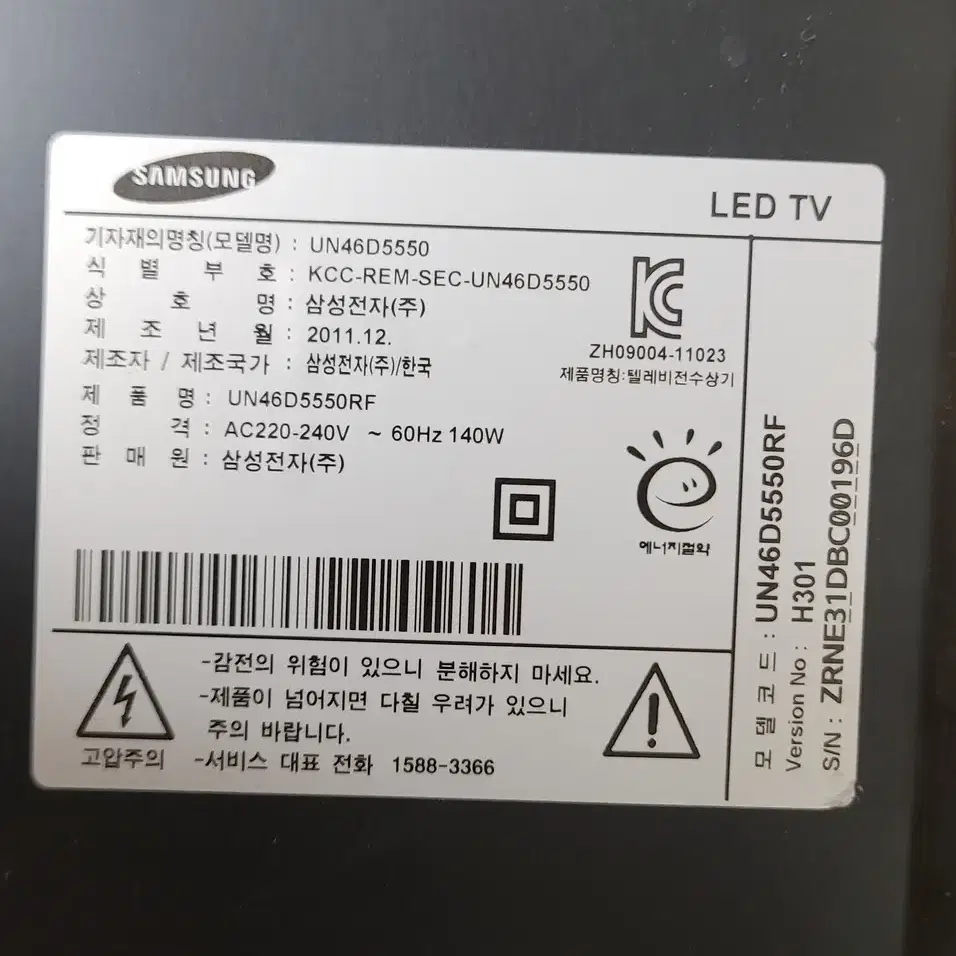 SAMSUNG
LED TV
기자재의명칭(모델명) : UN46D5550
식 별 부 호 : KCC-REM-SEC-UN46D5550
상 호 명 : 삼성전자(주)
제 조 년 월 : 2011.12.
제조자 / 제조국가 : 삼성전자(주)/한국
제 품 명 : UN46D5550RF
정 격 : AC220-240V ~ 60Hz 140W
판 매 원 : 삼성전자(주)
ZH09004-11023
제품명칭:텔레비전수상기
에너지절약
-감전의 위험이 있으니 분해하지 마세요.
-제품이 넘어지면 다칠 우려가 있으니
주의 바랍니다.
고압주의
-서비스 대표 전화 1588-3366
모델코드 : UN46D5550RF
Version No : H301
S/N : ZRNE31DBC00196D